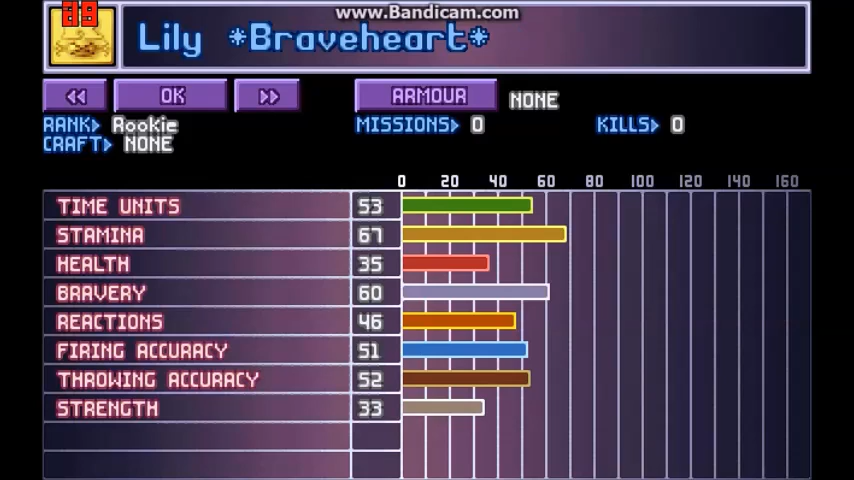 www.Bandicam.com
29
Lily *Braveheart*
OK
ARMOUR NONE
RANK> Rookie MISSIONS> 0 KILLS> 0
CRAFT> NONE
0 20 40 60 80 100 120 140 160
TIME UNITS 53
STAMINA 67
HEALTH 35
BRAVERY 60
REACTIONS 46
FIRING ACCURACY 51
THROWING ACCURACY 52
STRENGTH 33